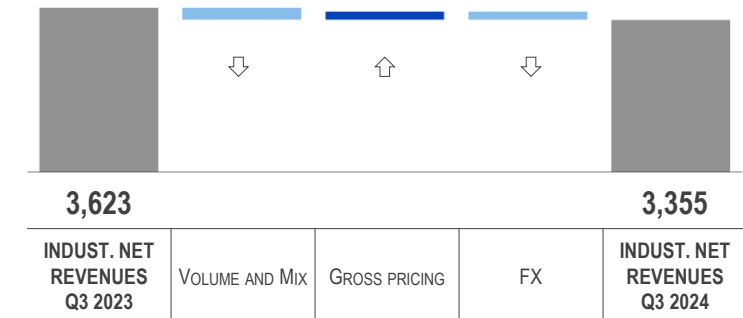 3,623 3,355
INDUST. NET
REVENUES
Q3 2023
VOLUME AND MIX
GROSS PRICING
FX
INDUST. NET
REVENUES
Q3 2024